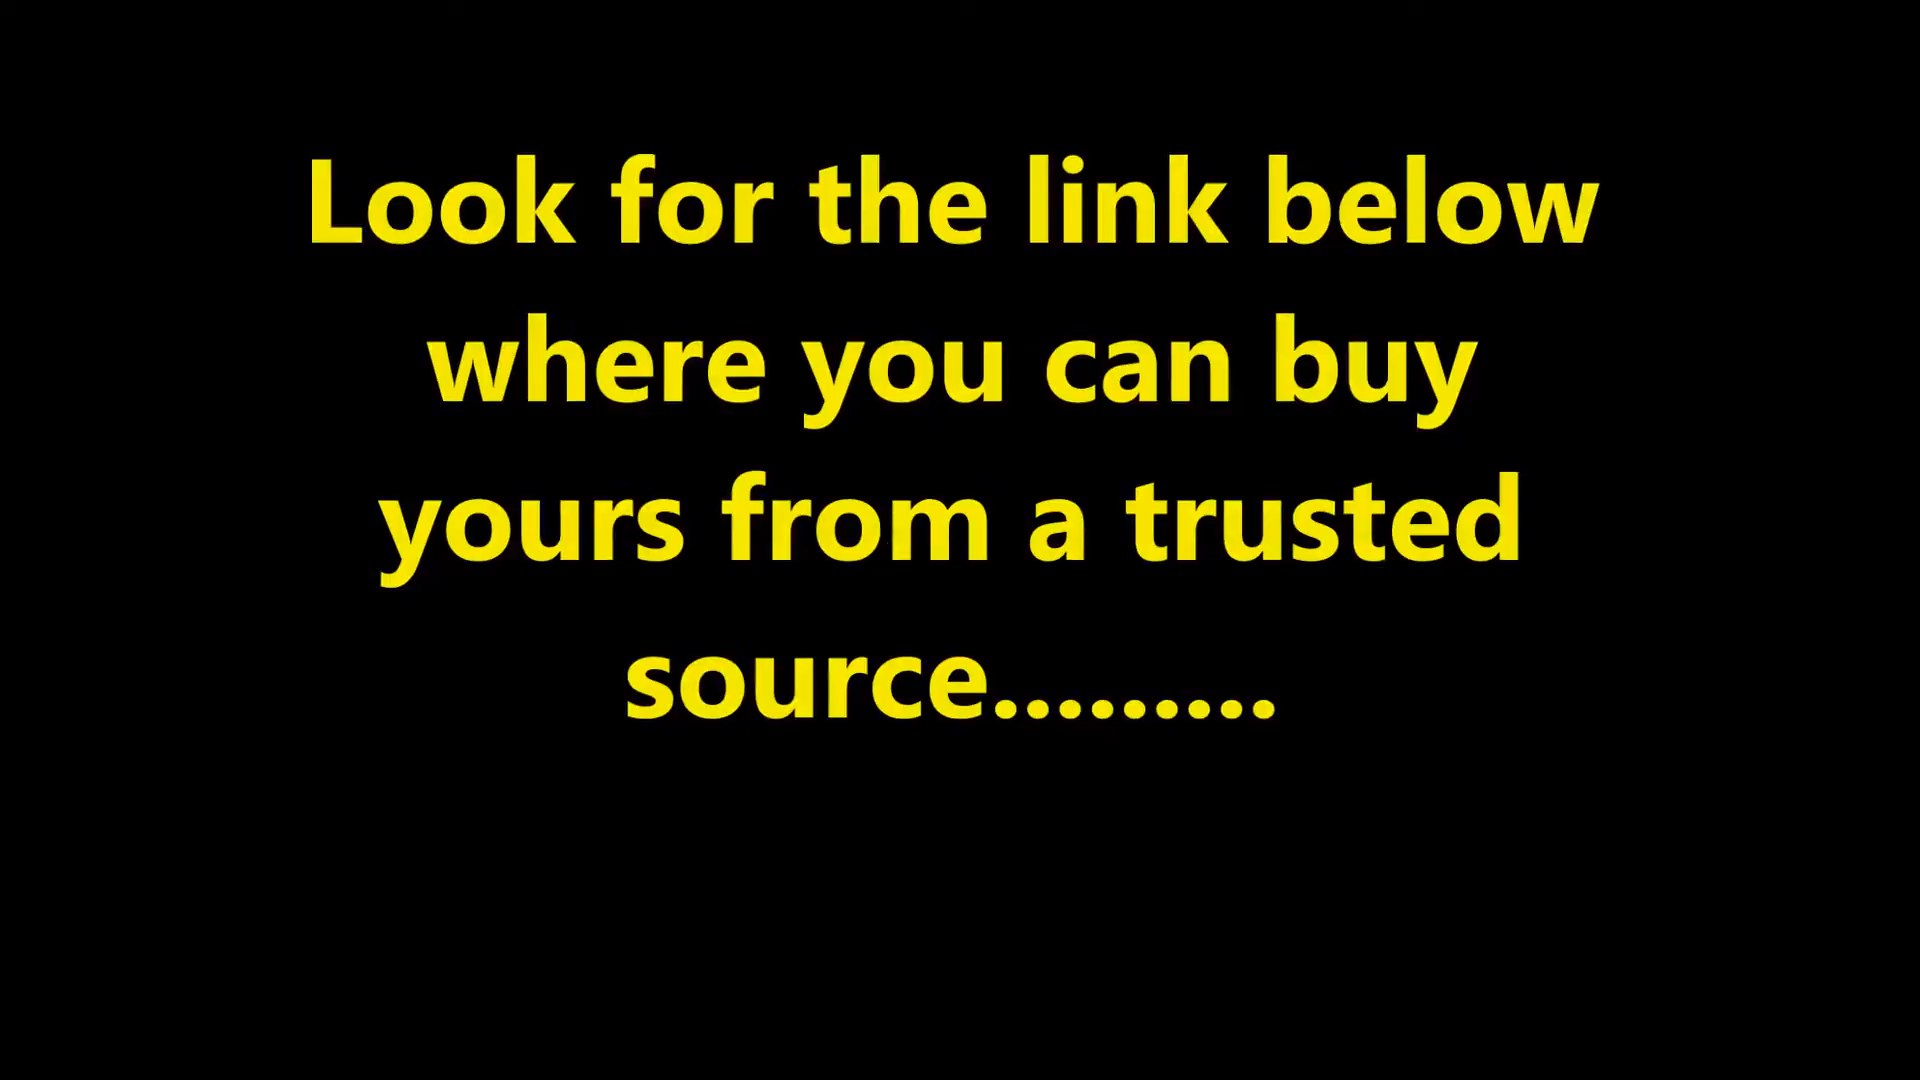 Look for the link below
where you can buy
yours from a trusted
source.........